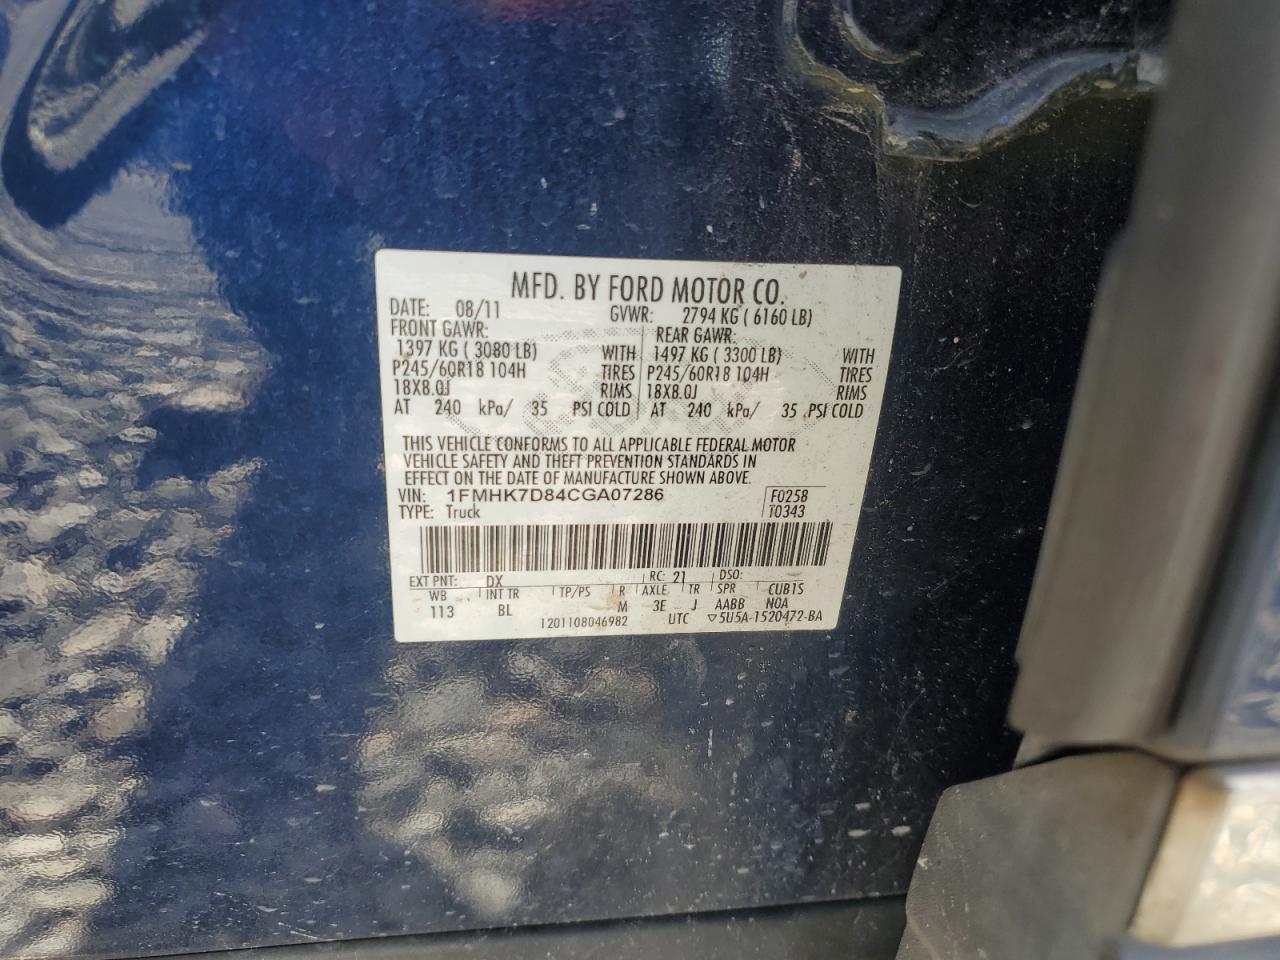 MFD. BY FORD MOTOR CO.
DATE: 08/11 GVWR: 2794 KG ( 6160 LB)
FRONT GAWR: REAR GAWR:
1397 KG ( 3080 LB) WITH 1497 KG ( 3300 LB) WITH
P245/60R18 104H TIRES P245/60R18 104H TIRES
18X8.0J RIMS 18X8.0J RIMS
AT 240 kPa/ 35 PSI COLD AT 240 kPa/ 35 PSI COLD
THIS VEHICLE CONFORMS TO ALL APPLICABLE FEDERAL MOTOR
VEHICLE SAFETY AND THEFT PREVENTION STANDARDS IN
EFFECT ON THE DATE OF MANUFACTURE SHOWN ABOVE.
VIN: 1FMHK7D84CGA07286 F0258
TYPE: Truck T0343
EXT PNT: DX RC: 21 DSO:
WB INT TR TP/PS R AXLE TR SPR CUB1S
113 BL M 3E J AABB N0A
1201108046982 UTC ▽5U5A-1520472-BA